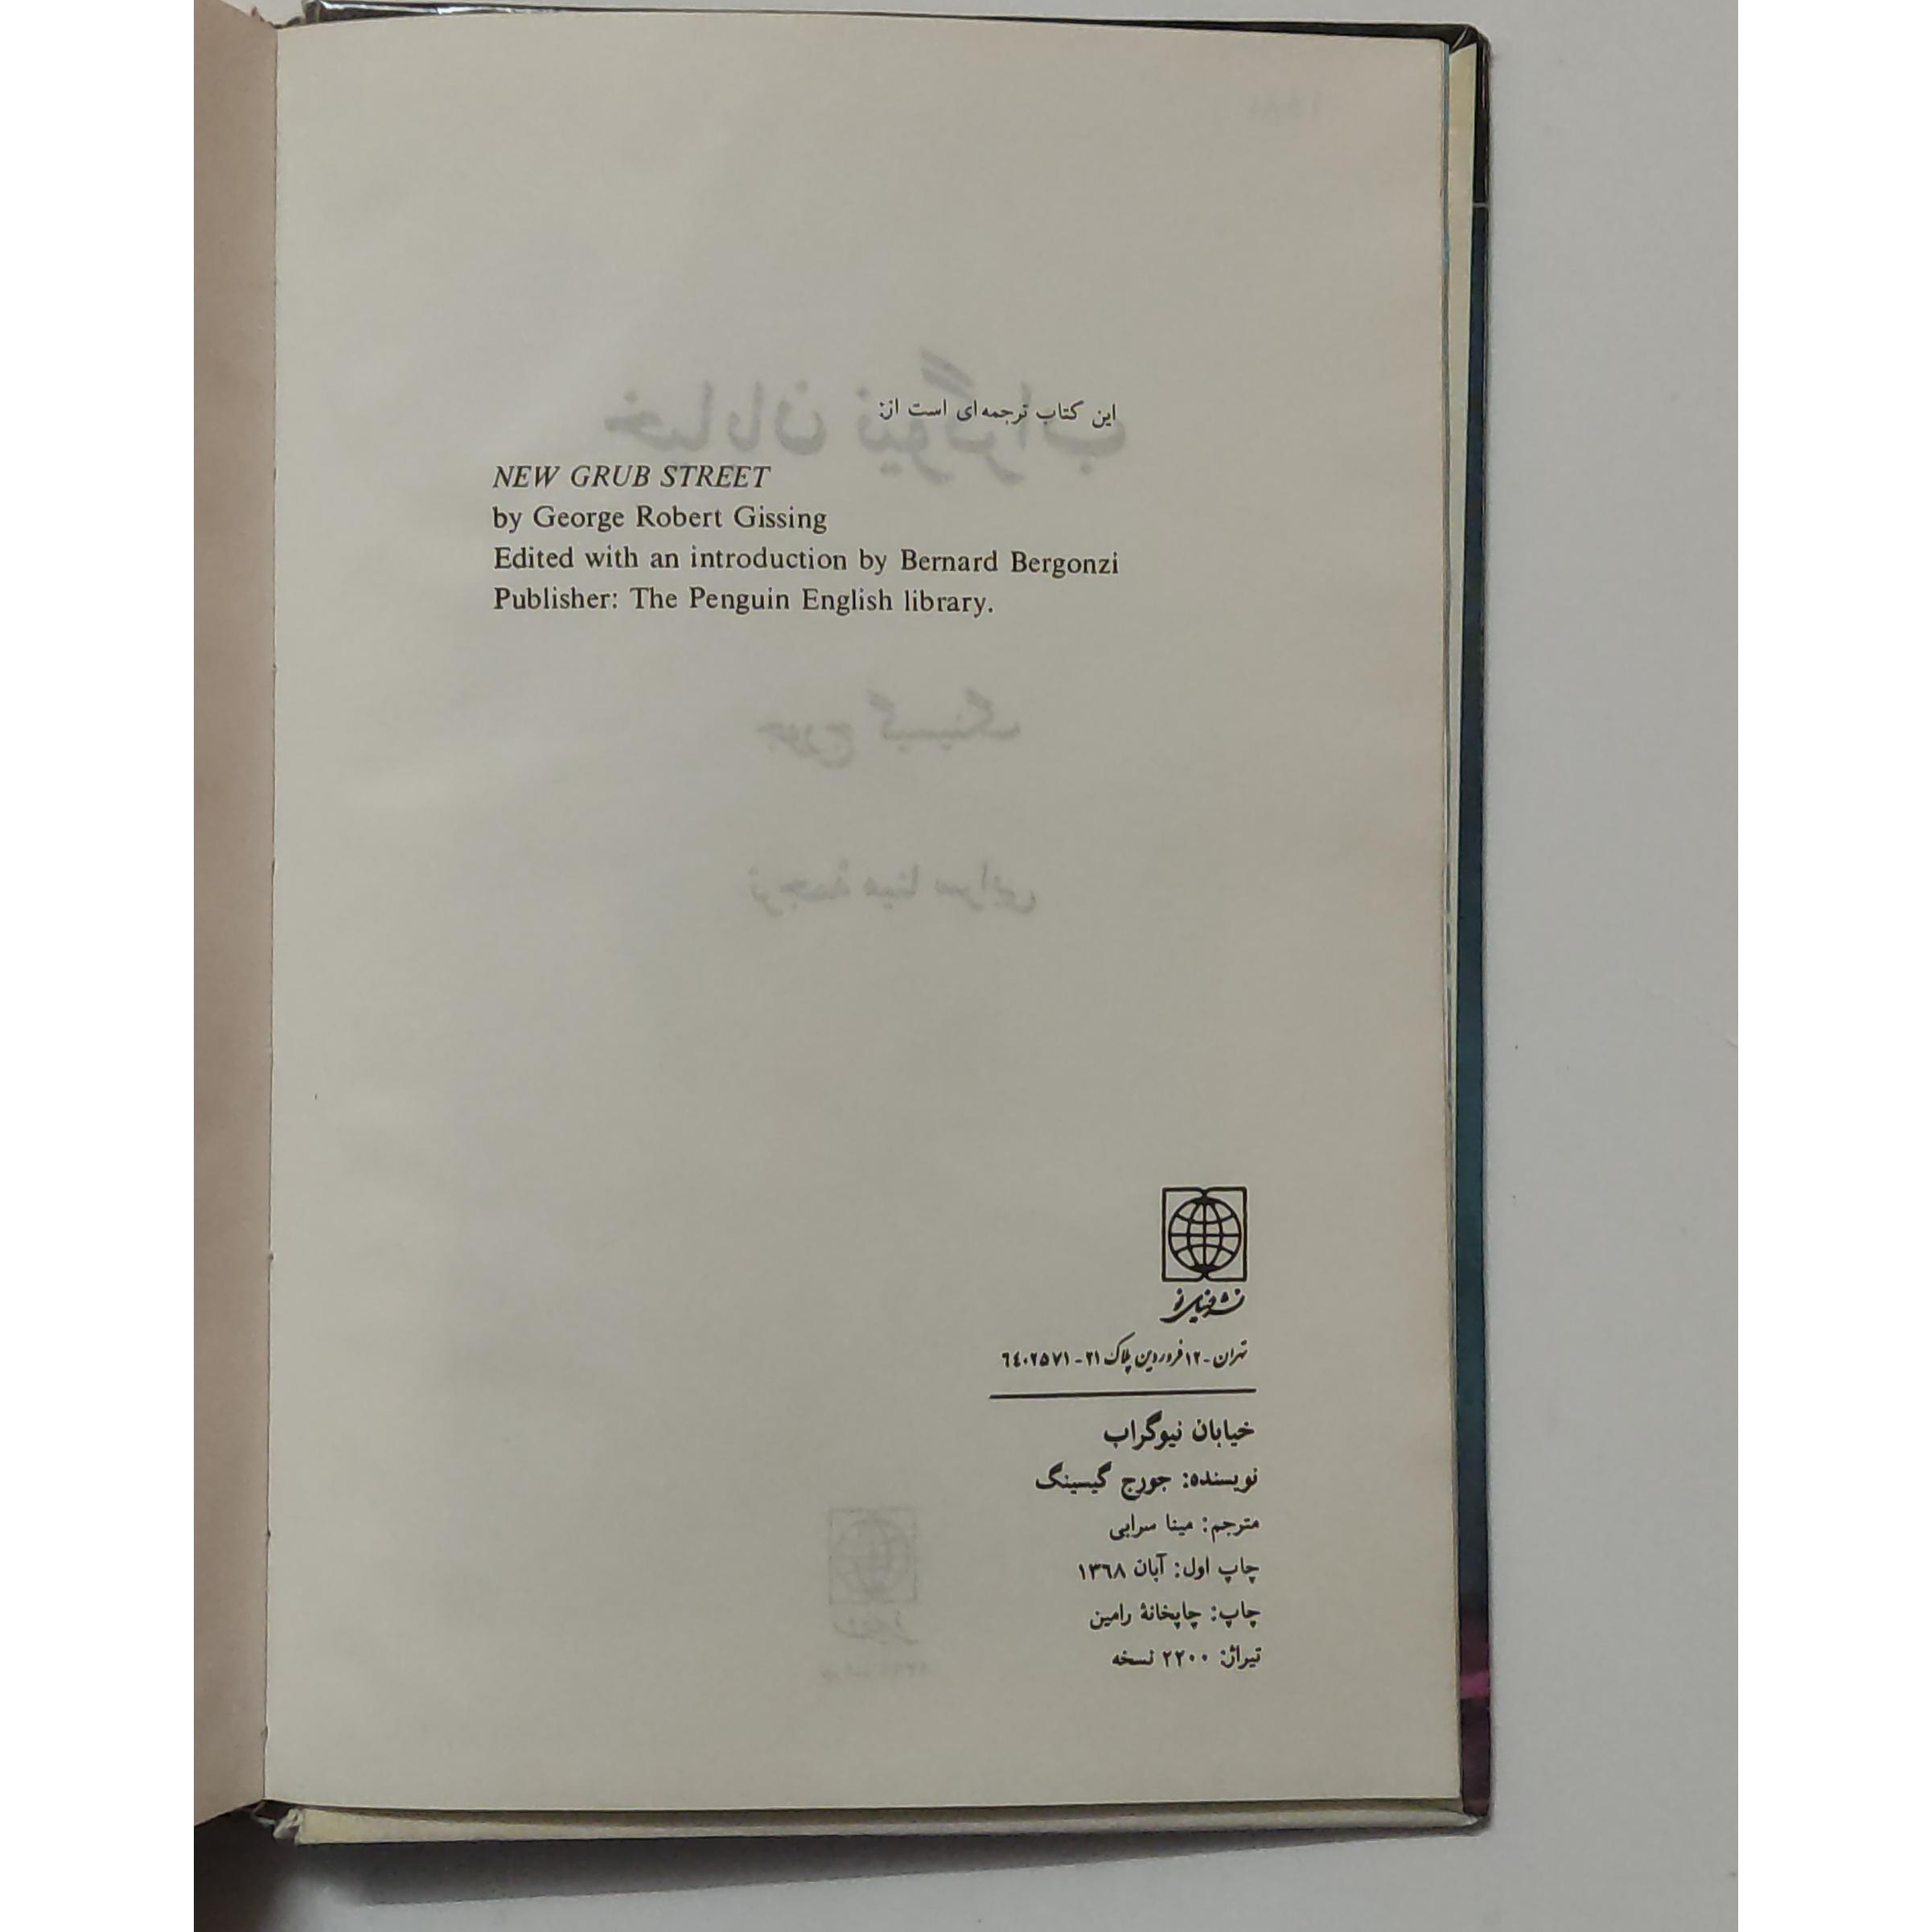 این کتاب ترجمه‌ای است از:
NEW GRUB STREET
by George Robert Gissing
Edited with an introduction by Bernard Bergonzi
Publisher: The Penguin English library.
نشر دنیای نو
تهران - ۱۲ فروردین پلاک ۲۱ - ۶۴۰۲۵۷۱
خیابان نیوگراب
نویسنده: جورج گیسینگ
مترجم: مینا سرابی
چاپ اول: آبان ۱۳۶۸
چاپ: چاپخانهٔ رامین
تیراژ: ۲۲۰۰ نسخه